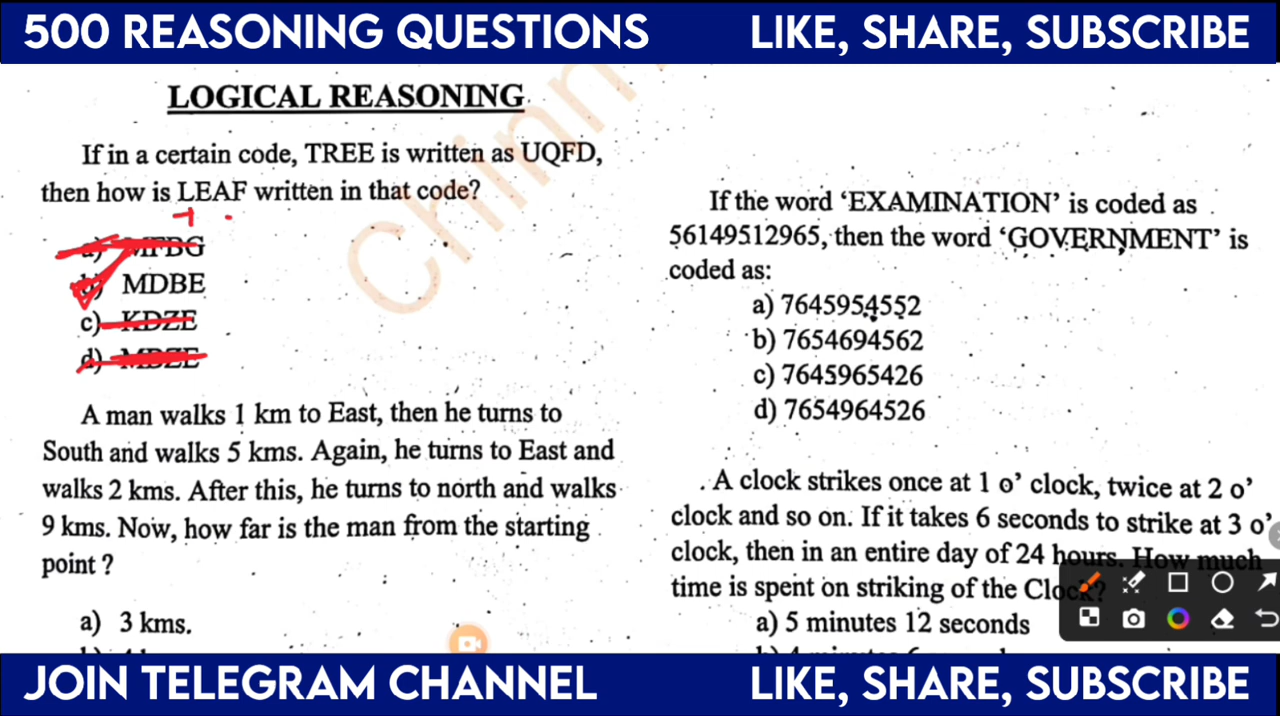 500 REASONING QUESTIONS
LIKE, SHARE, SUBSCRIBE
LOGICAL REASONING
If in a certain code, TREE is written as UQFD,
then how is LEAF written in that code?
a) MFBG
b) MDBE
c) KDZE
d) MDZE
A man walks 1 km to East, then he turns to
South and walks 5 kms. Again, he turns to East and
walks 2 kms. After this, he turns to north and walks
9 kms. Now, how far is the man from the starting
point ?
a) 3 kms.
If the word ‘EXAMINATION’ is coded as
56149512965, then the word ‘GOVERNMENT’ is
coded as:
a) 7645954552
b) 7654694562
c) 7645965426
d) 7654964526
. A clock strikes once at 1 o’ clock, twice at 2 o’
clock and so on. If it takes 6 seconds to strike at 3 o’
clock, then in an entire day of 24 hours. How much
time is spent on striking of the Clock?
a) 5 minutes 12 seconds
JOIN TELEGRAM CHANNEL
LIKE, SHARE, SUBSCRIBE